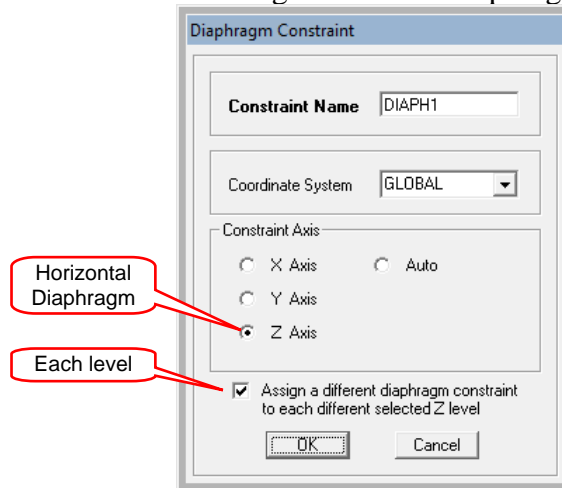 Diaphragm Constraint
Constraint Name DIAPH1
Coordinate System GLOBAL
Constraint Axis
X Axis Auto
Y Axis
Z Axis
Horizontal
Diaphragm
Each level
Assign a different diaphragm constraint
to each different selected Z level
OK Cancel